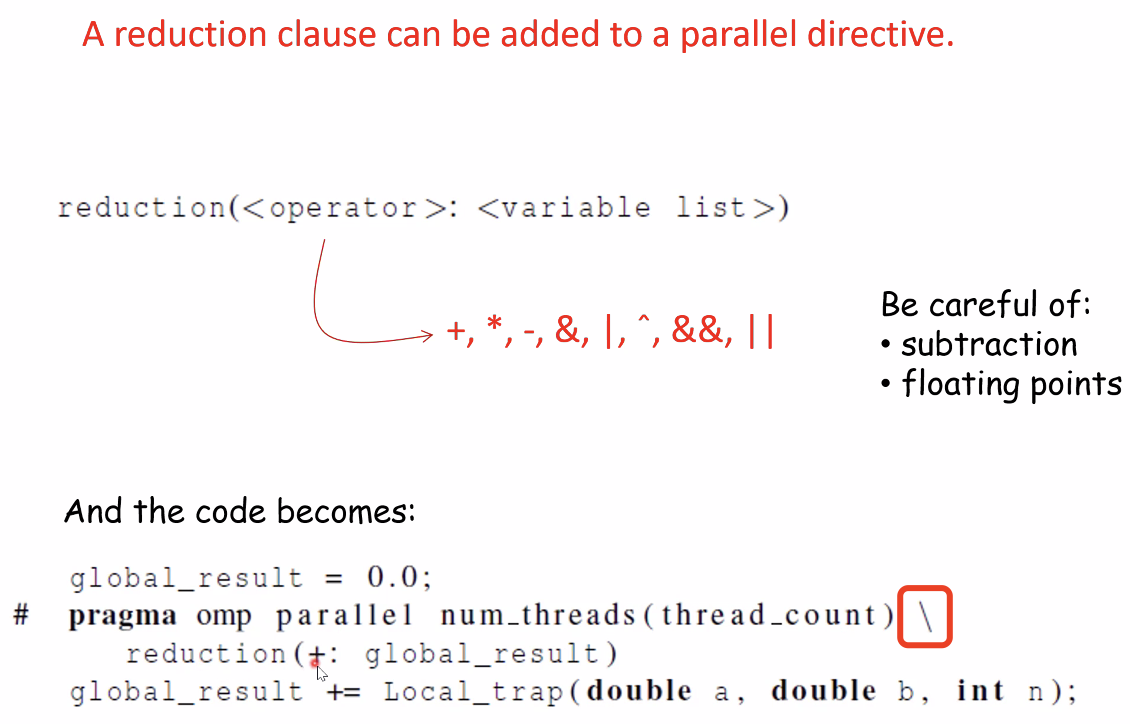 A reduction clause can be added to a parallel directive.
reduction(<operator>: <variable list>)
+, *, -, &, |, ˆ, &&, ||
Be careful of:
• subtraction
• floating points
And the code becomes:
global_result = 0.0;
# pragma omp parallel num_threads(thread_count) \
reduction(+: global_result)
global_result += Local_trap(double a, double b, int n);